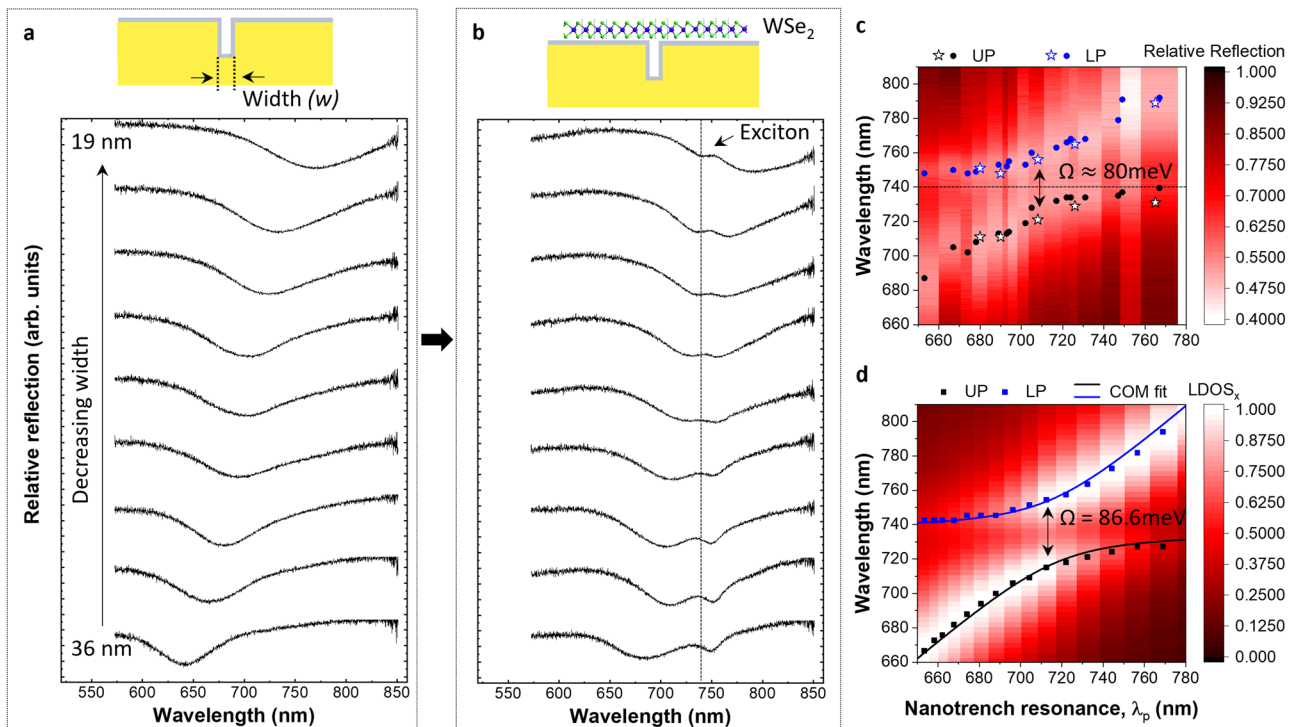 a
Width (w)
19 nm
Decreasing width
36 nm
Relative reflection (arb. units)
550 600 650 700 750 800 850
Wavelength (nm)
b
WSe₂
Exciton
550 600 650 700 750 800 850
Wavelength (nm)
c
UP LP
Relative Reflection
Ω ≈ 80meV
Wavelength (nm)
800
780
760
740
720
700
680
660
660 680 700 720 740 760 780
1.000
0.9250
0.8500
0.7750
0.7000
0.6250
0.5500
0.4750
0.4000
d
UP LP COM fit
LDOSₓ
Ω = 86.6meV
Wavelength (nm)
800
780
760
740
720
700
680
660
660 680 700 720 740 760 780
Nanotrench resonance, λₚ (nm)
1.000
0.8750
0.7500
0.6250
0.5000
0.3750
0.2500
0.1250
0.000